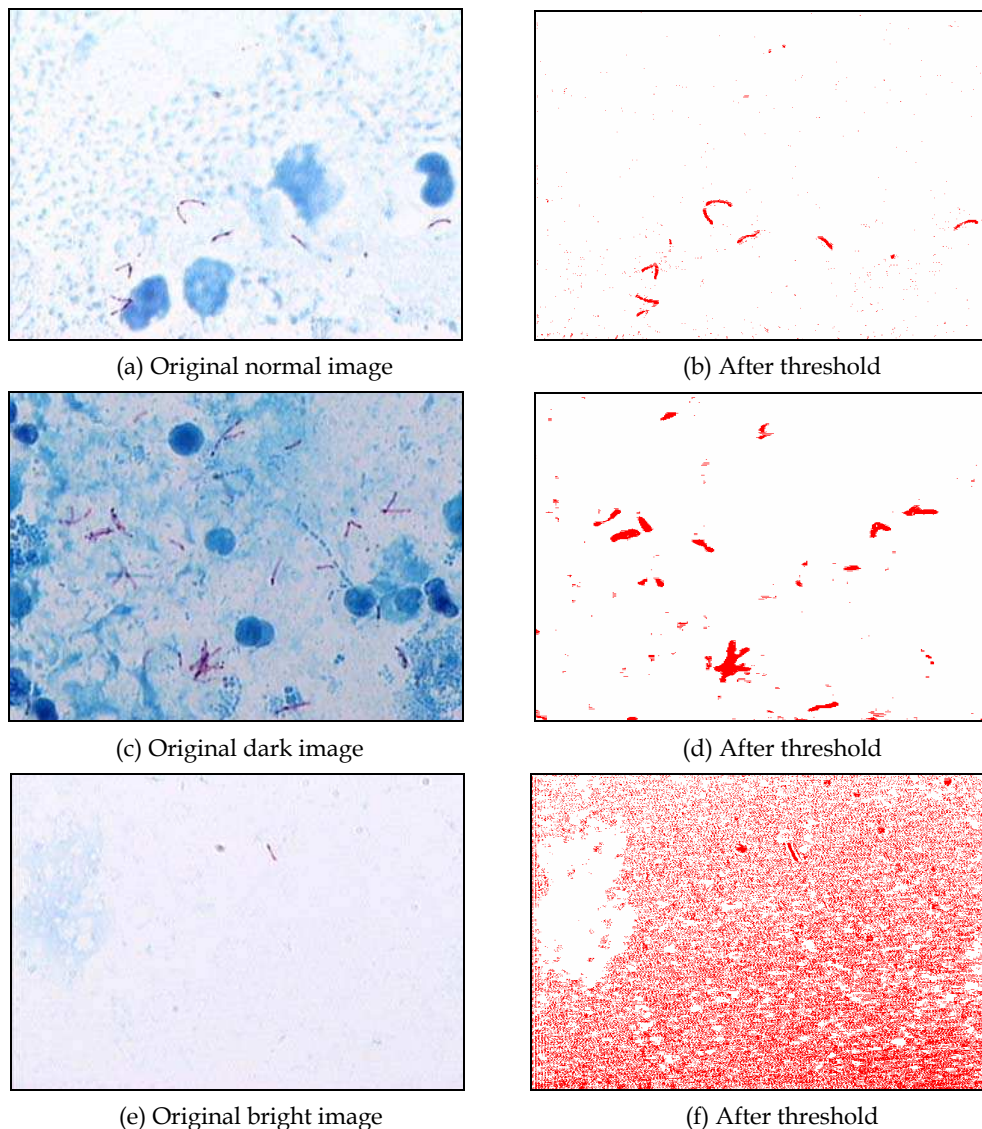 (a) Original normal image
(b) After threshold
(c) Original dark image
(d) After threshold
(e) Original bright image
(f) After threshold